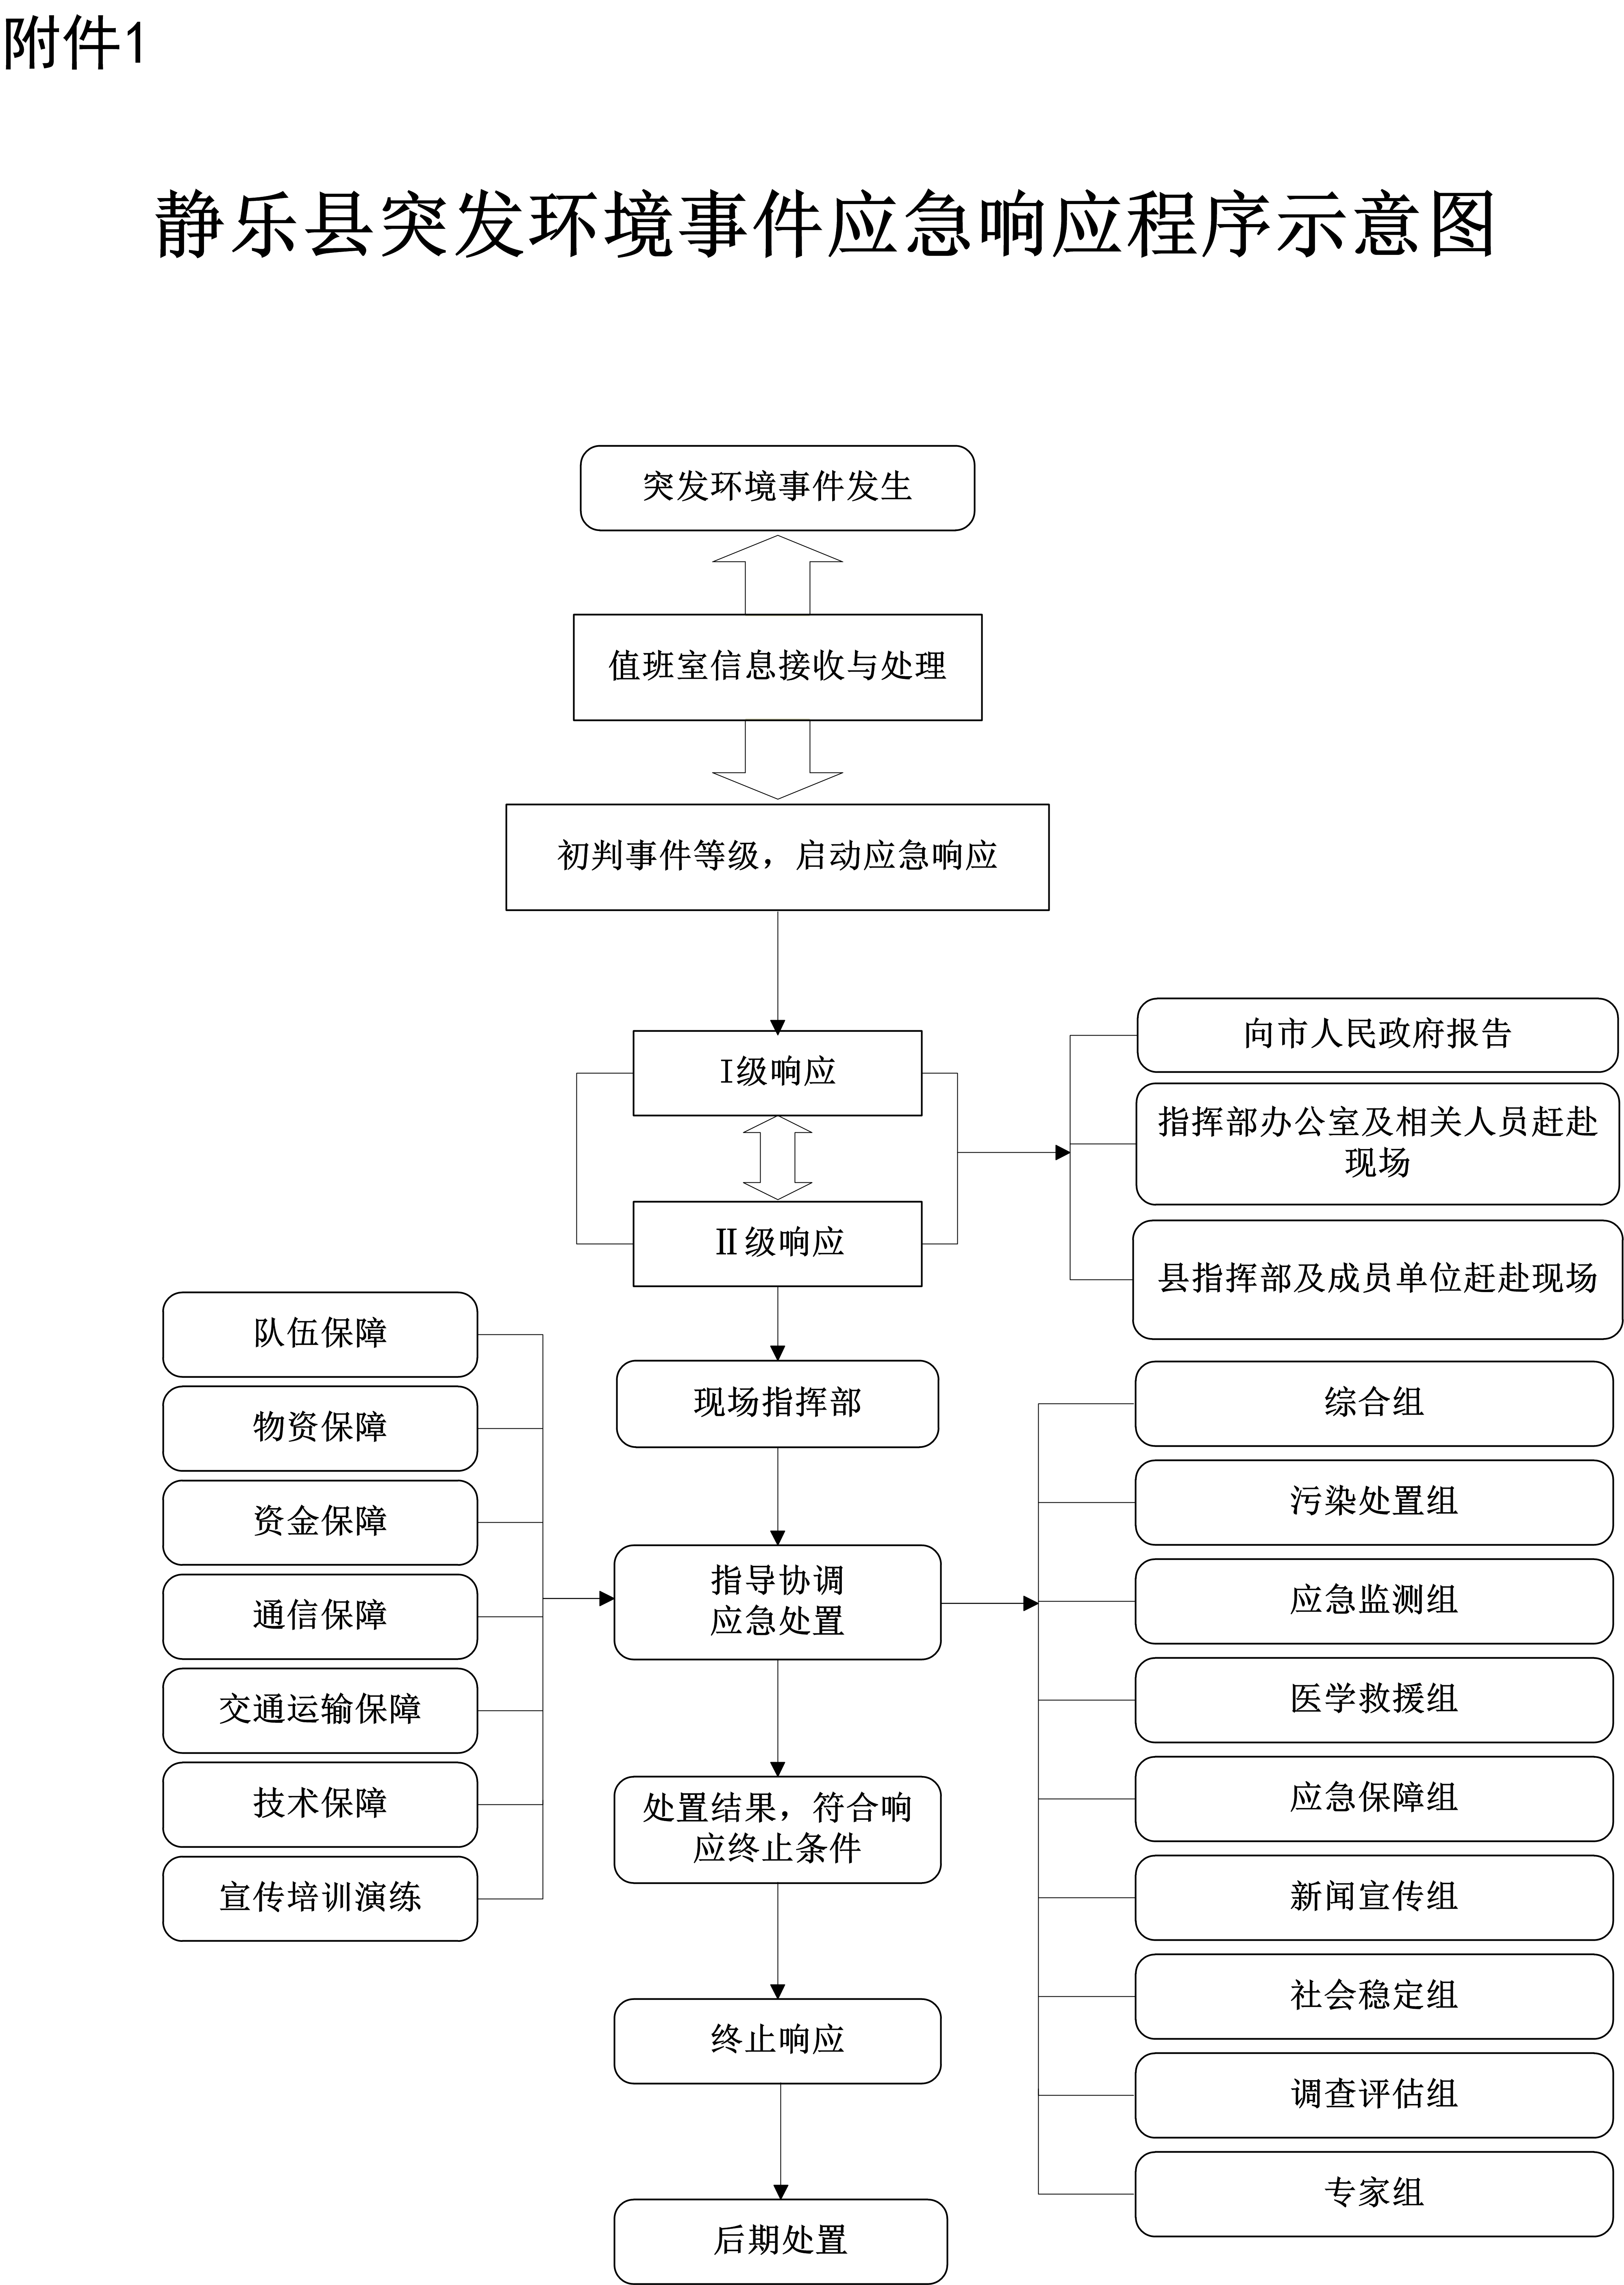 附件1
静乐县突发环境事件应急响应程序示意图
突发环境事件发生
值班室信息接收与处理
初判事件等级，启动应急响应
I级响应
II级响应
向市人民政府报告
指挥部办公室及相关人员赶赴
现场
县指挥部及成员单位赶赴现场
现场指挥部
队伍保障
物资保障
资金保障
通信保障
交通运输保障
技术保障
宣传培训演练
指导协调
应急处置
综合组
污染处置组
应急监测组
医学救援组
应急保障组
新闻宣传组
社会稳定组
调查评估组
专家组
处置结果，符合响
应终止条件
终止响应
后期处置